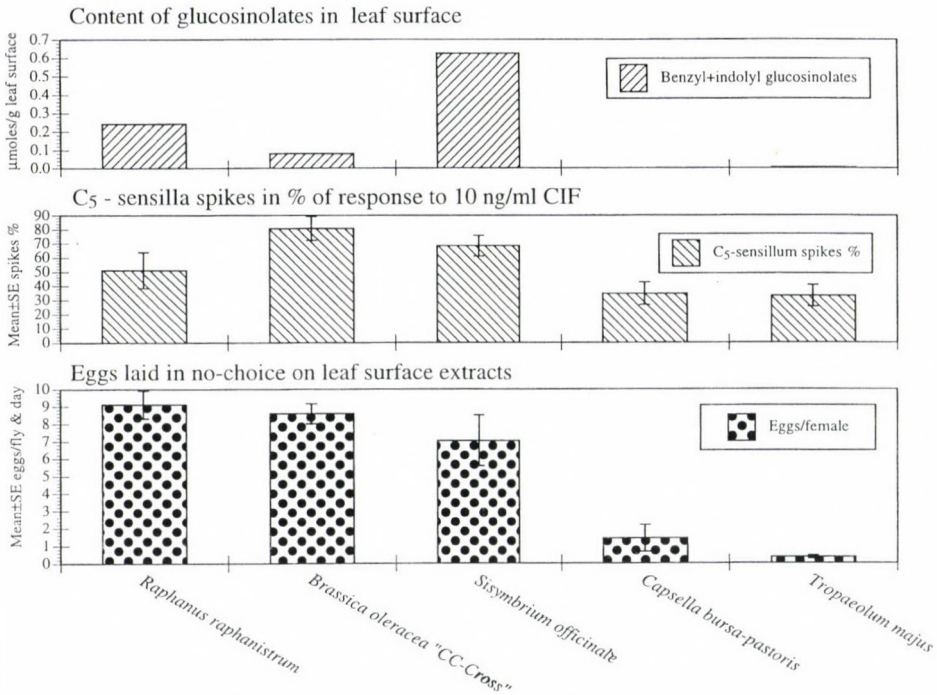 Content of glucosinolates in leaf surface
µmoles/g leaf surface
0.7
0.6
0.5
0.4
0.3
0.2
0.1
0.0
Benzyl+indolyl glucosinolates
C5 - sensilla spikes in % of response to 10 ng/ml CIF
Mean±SE spikes %
90
80
70
60
50
40
30
20
10
0
C5-sensillum spikes %
Eggs laid in no-choice on leaf surface extracts
Mean±SE eggs/fly & day
10
9
8
7
6
5
4
3
2
1
0
Eggs/female
Raphanus raphanistrum
Brassica oleracea "CC-Cross"
Sisymbrium officinale
Capsella bursa-pastoris
Tropaeolum majus